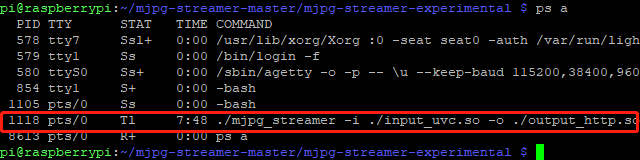 pi@raspberrypi:~/mjpg-streamer-master/mjpg-streamer-experimental $ ps a
PID TTY STAT TIME COMMAND
578 tty7 Ssl+ 0:00 /usr/lib/xorg/Xorg :0 -seat seat0 -auth /var/run/ligh
579 tty1 Ss 0:00 /bin/login -f
580 ttyS0 Ss+ 0:00 /sbin/agetty -o -p -- \u --keep-baud 115200,38400,960
854 tty1 S+ 0:00 -bash
1105 pts/0 Ss 0:00 -bash
1118 pts/0 Tl 7:48 ./mjpg_streamer -i ./input_uvc.so -o ./output_http.so
8613 pts/0 R+ 0:00 ps a
pi@raspberrypi:~/mjpg-streamer-master/mjpg-streamer-experimental $